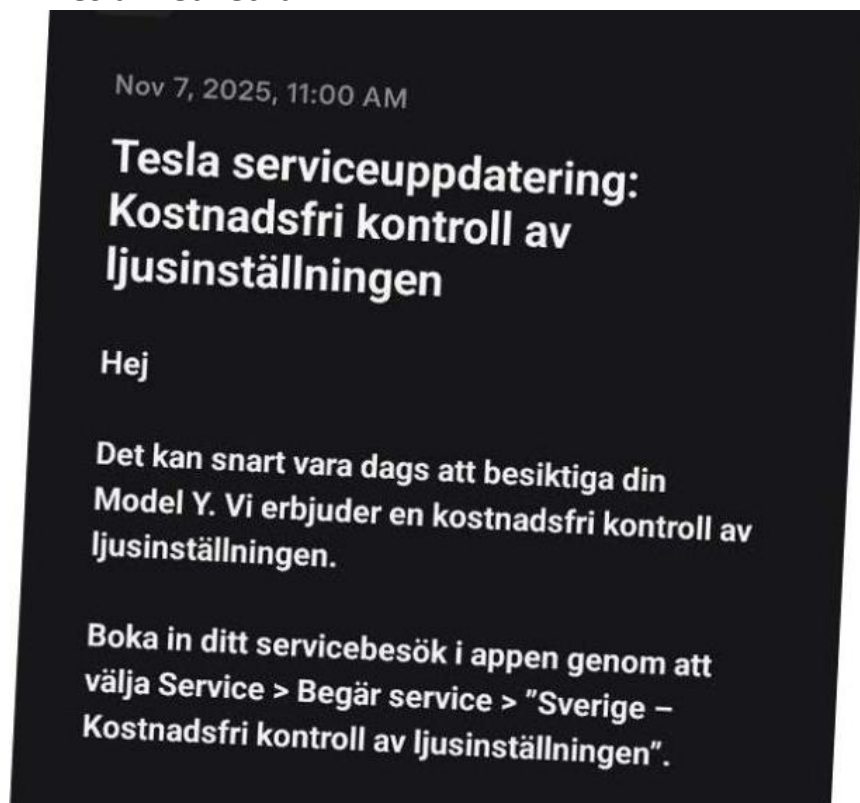 Nov 7, 2025, 11:00 AM
Tesla serviceuppdatering:
Kostnadsfri kontroll av
ljusinställningen
Hej
Det kan snart vara dags att besiktiga din
Model Y. Vi erbjuder en kostnadsfri kontroll av
ljusinställningen.
Boka in ditt servicebesök i appen genom att
välja Service > Begär service > ”Sverige –
Kostnadsfri kontroll av ljusinställningen”.